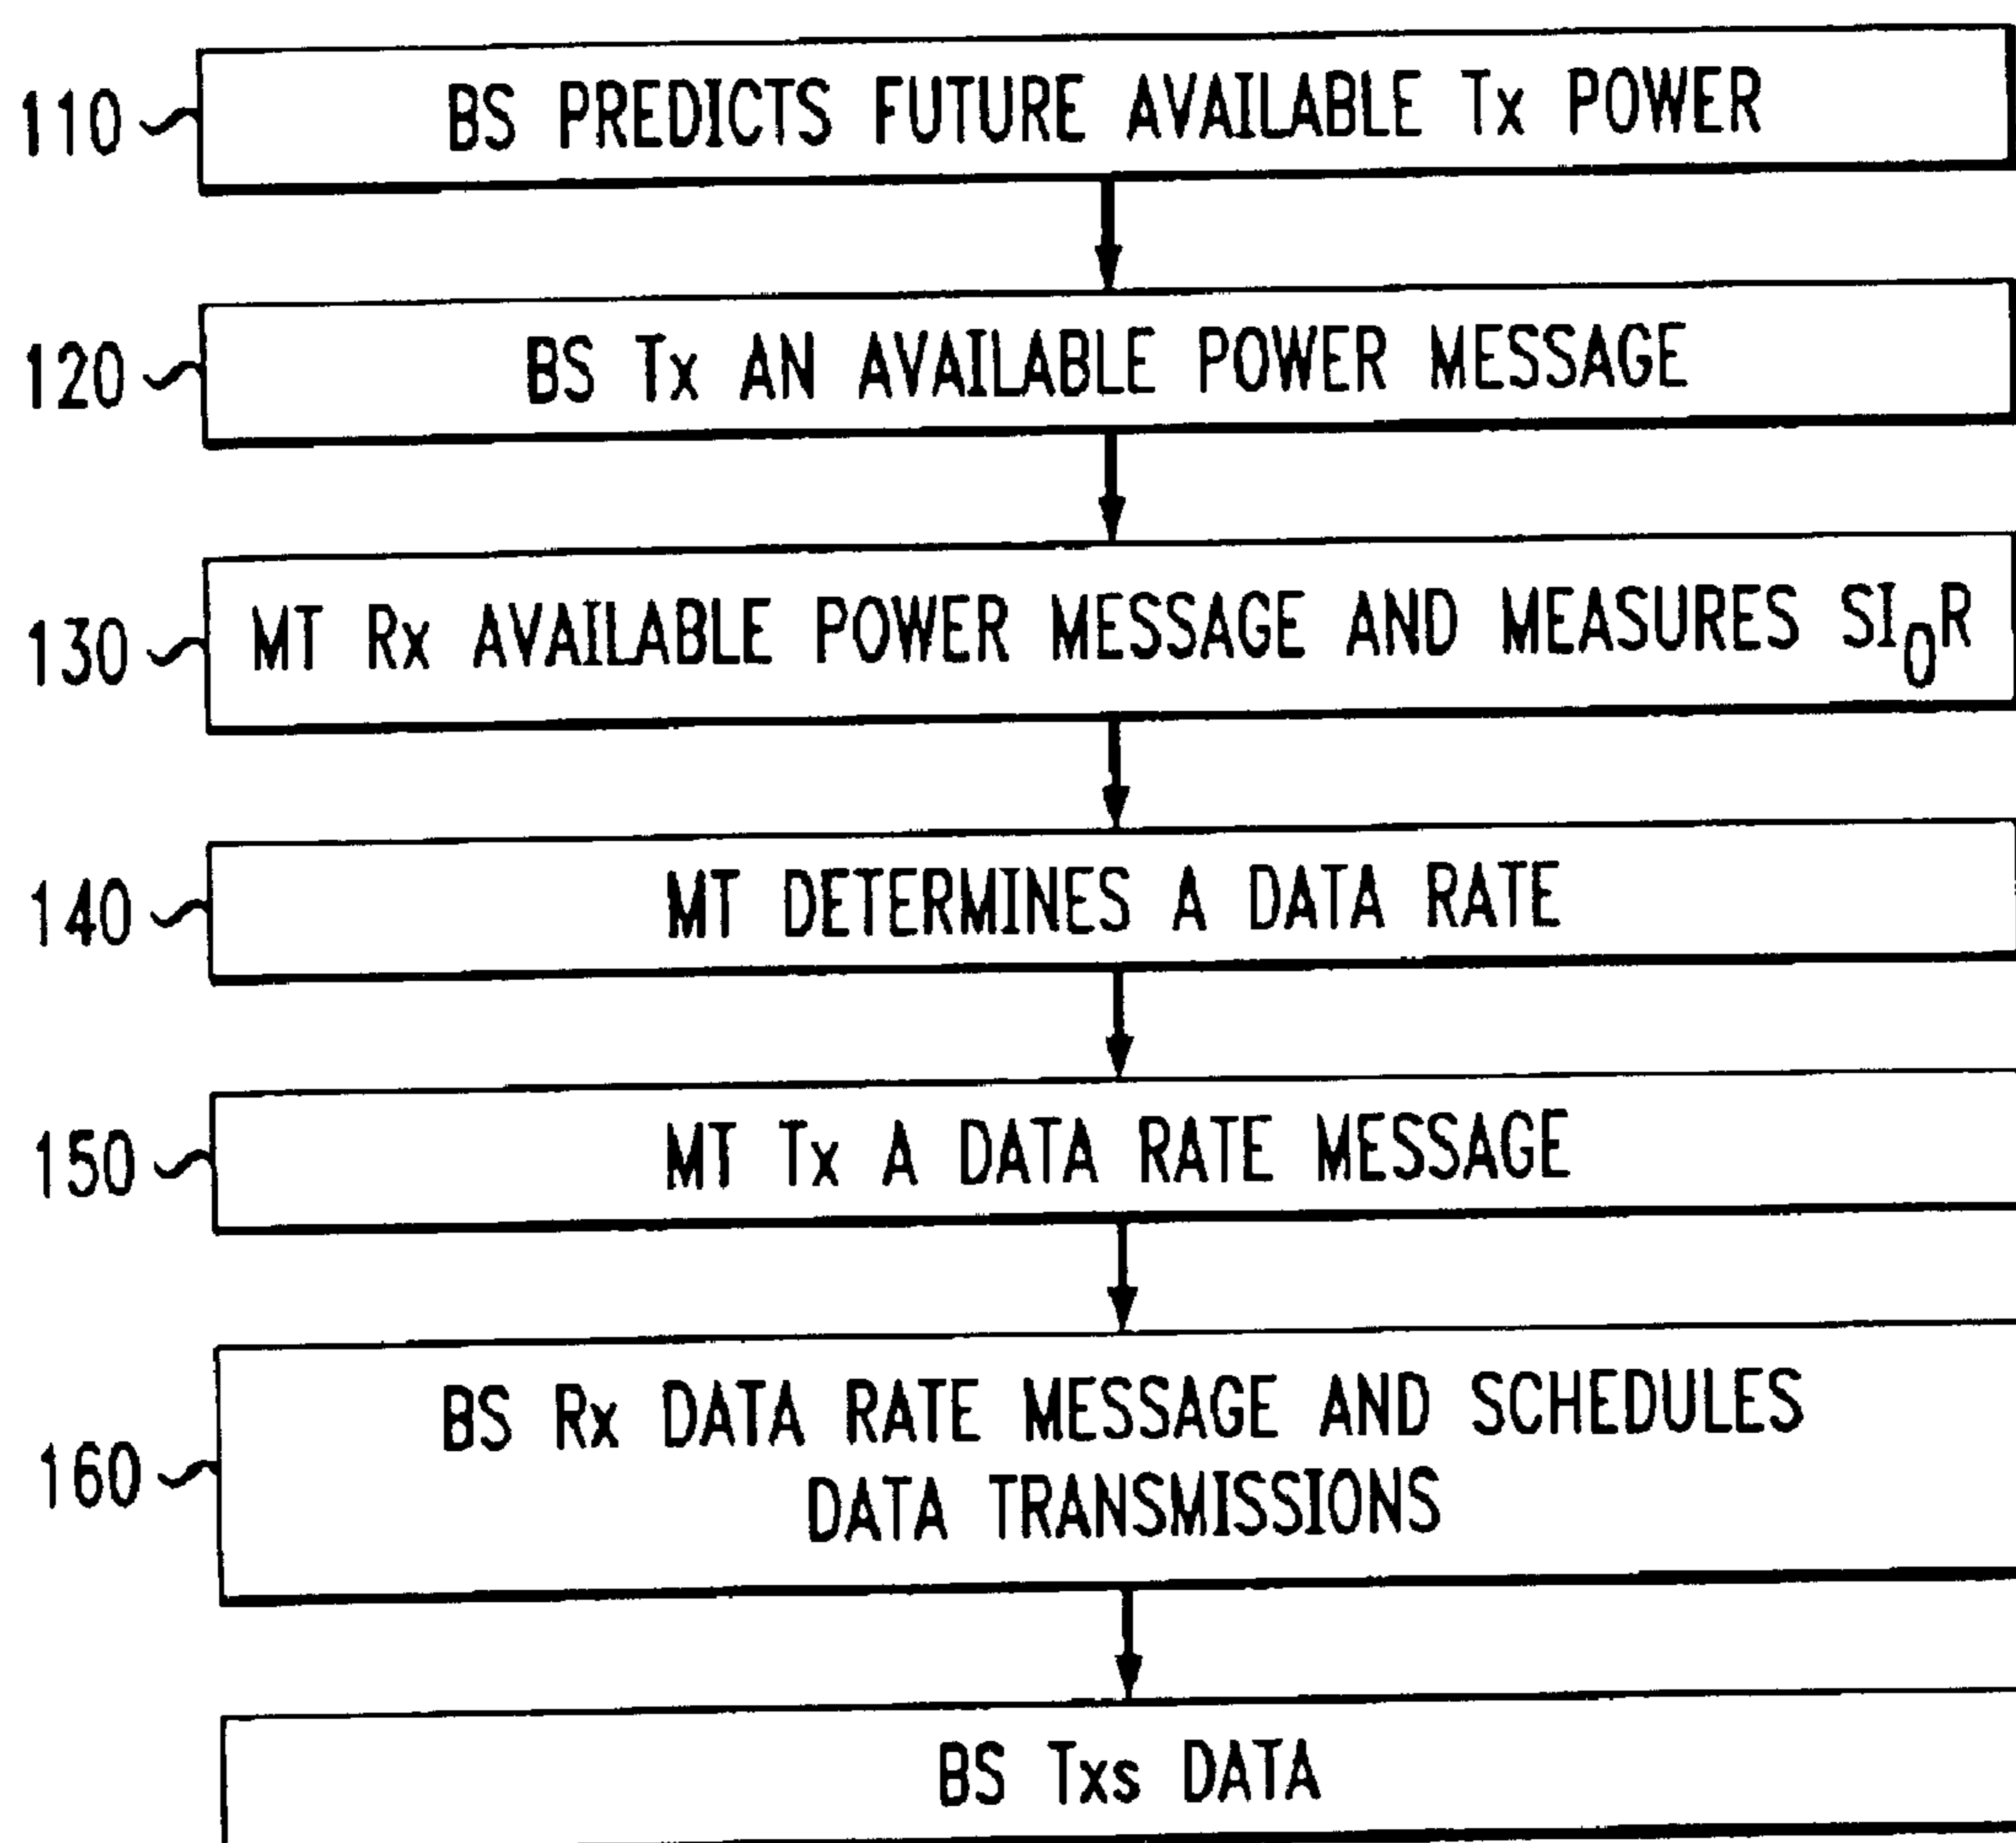 110 BS PREDICTS FUTURE AVAILABLE Tx POWER
120 BS Tx AN AVAILABLE POWER MESSAGE
130 MT Rx AVAILABLE POWER MESSAGE AND MEASURES SI₀R
140 MT DETERMINES A DATA RATE
150 MT Tx A DATA RATE MESSAGE
160 BS Rx DATA RATE MESSAGE AND SCHEDULES
DATA TRANSMISSIONS
BS Txs DATA